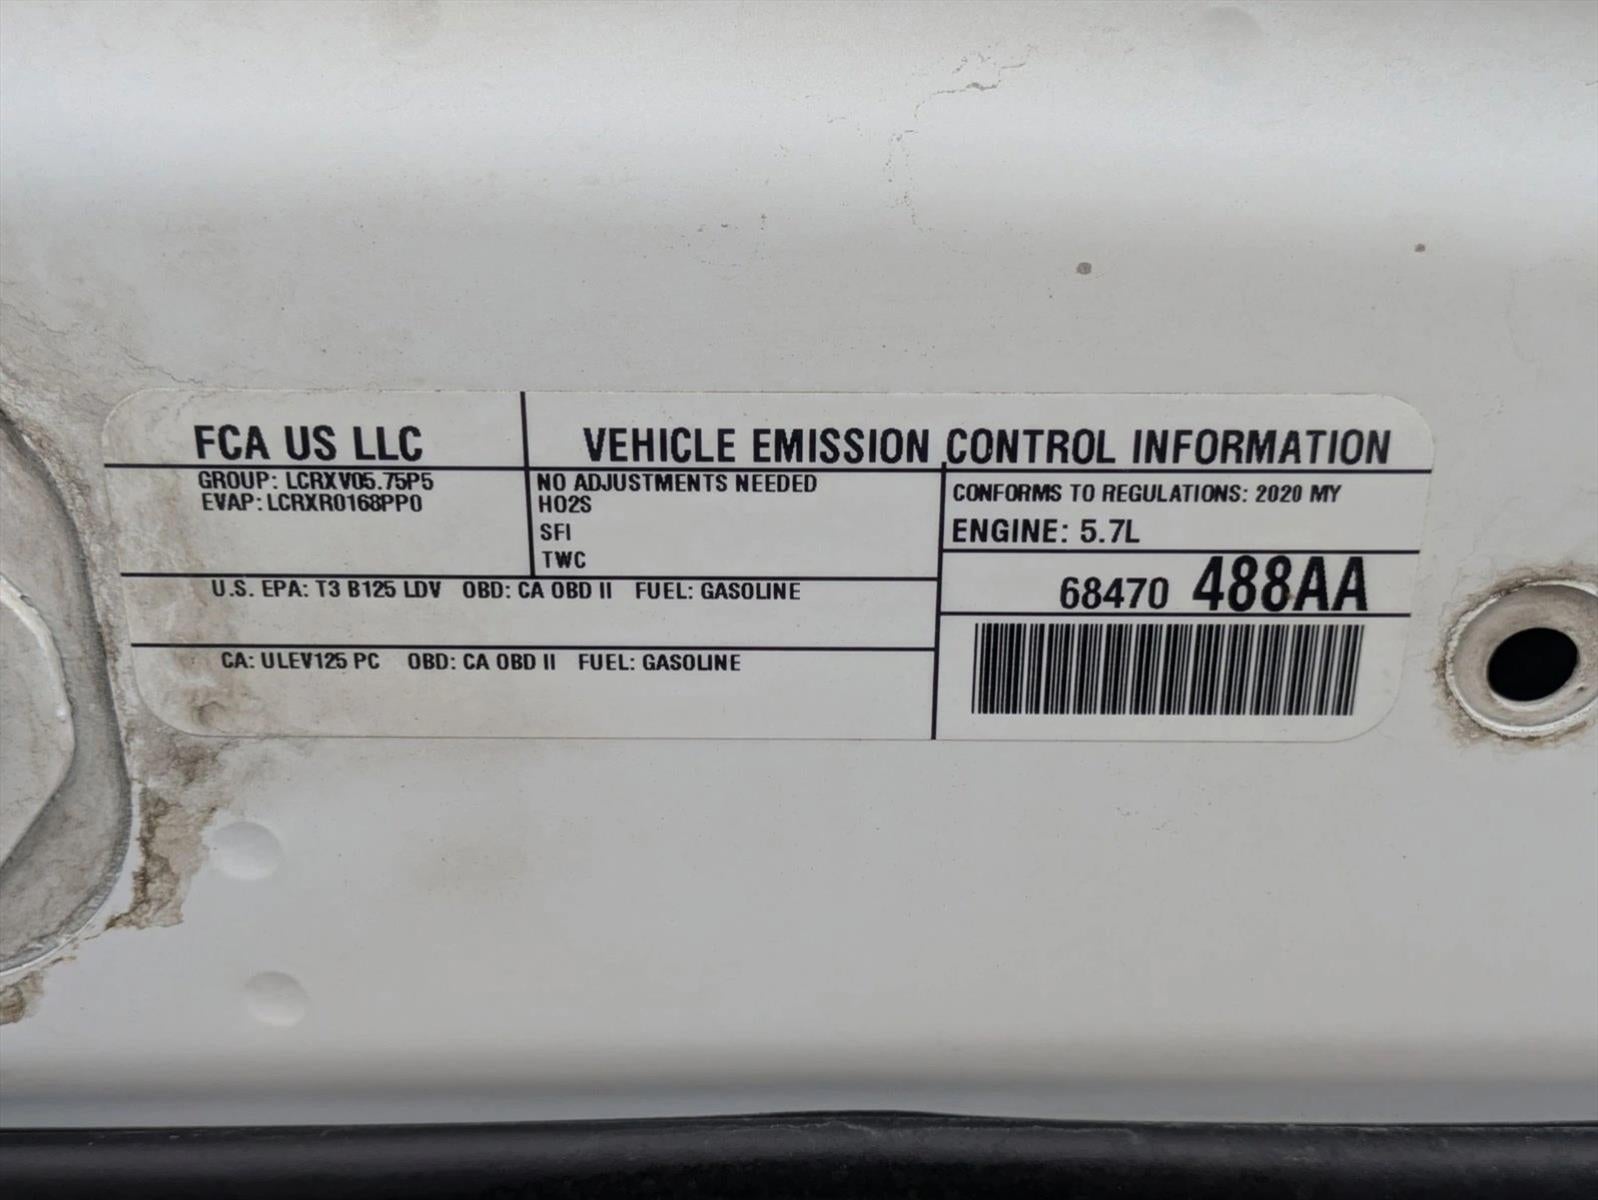 FCA US LLC
VEHICLE EMISSION CONTROL INFORMATION
GROUP: LCRXV05.75P5
EVAP: LCRXR0168PP0
NO ADJUSTMENTS NEEDED
HO2S
SFI
TWC
CONFORMS TO REGULATIONS: 2020 MY
ENGINE: 5.7L
68470 488AA
U.S. EPA: T3 B125 LDV OBD: CA OBD II FUEL: GASOLINE
CA: ULEV125 PC OBD: CA OBD II FUEL: GASOLINE